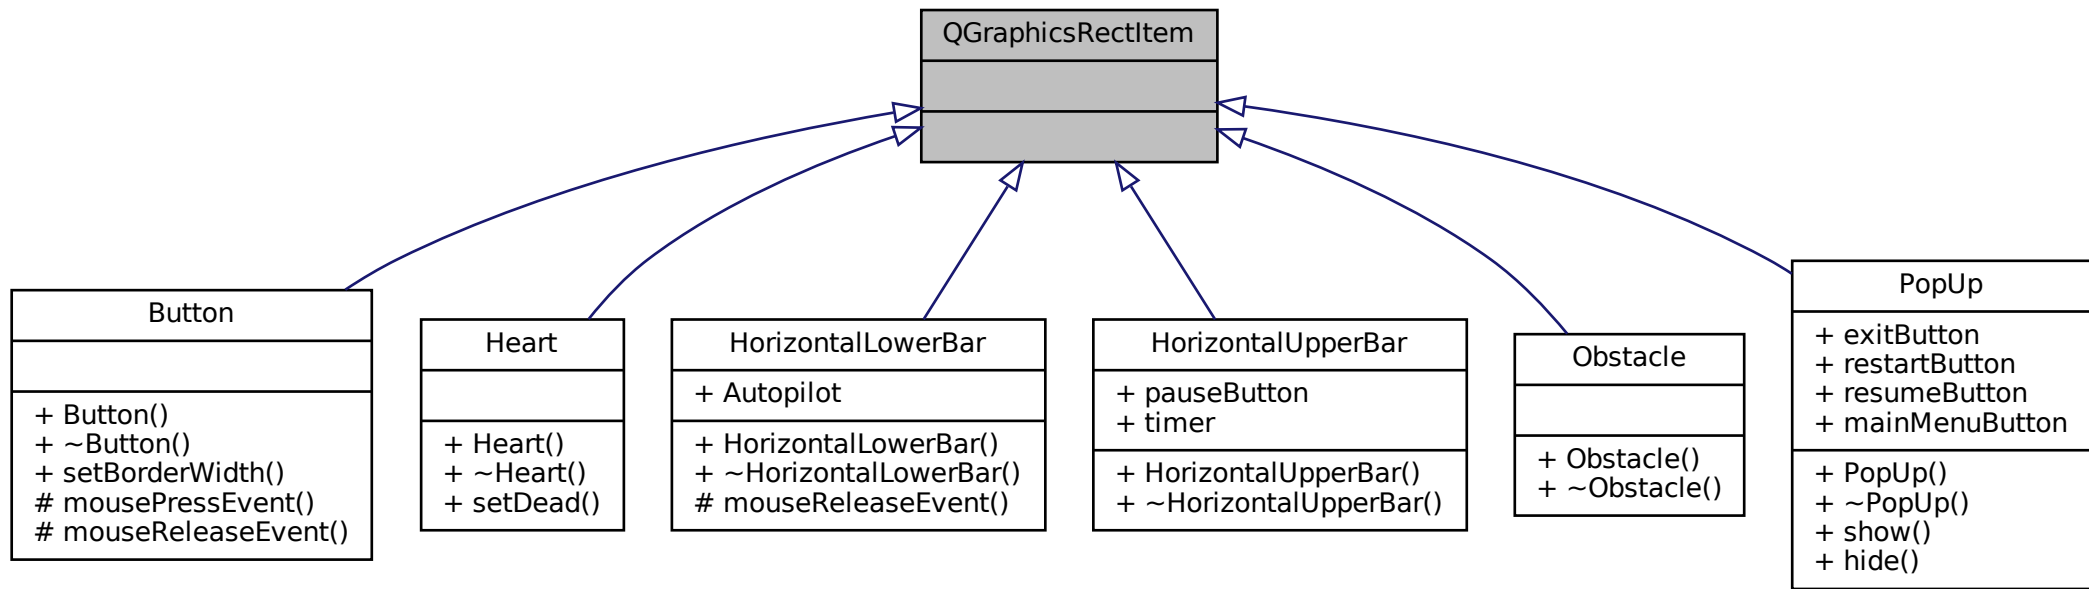 QGraphicsRectItem
Button
+ Button()
+ ~Button()
+ setBorderWidth()
# mousePressEvent()
# mouseReleaseEvent()
Heart
+ Heart()
+ ~Heart()
+ setDead()
HorizontalLowerBar
+ Autopilot
+ HorizontalLowerBar()
+ ~HorizontalLowerBar()
# mouseReleaseEvent()
HorizontalUpperBar
+ pauseButton
+ timer
+ HorizontalUpperBar()
+ ~HorizontalUpperBar()
Obstacle
+ Obstacle()
+ ~Obstacle()
PopUp
+ exitButton
+ restartButton
+ resumeButton
+ mainMenuButton
+ PopUp()
+ ~PopUp()
+ show()
+ hide()